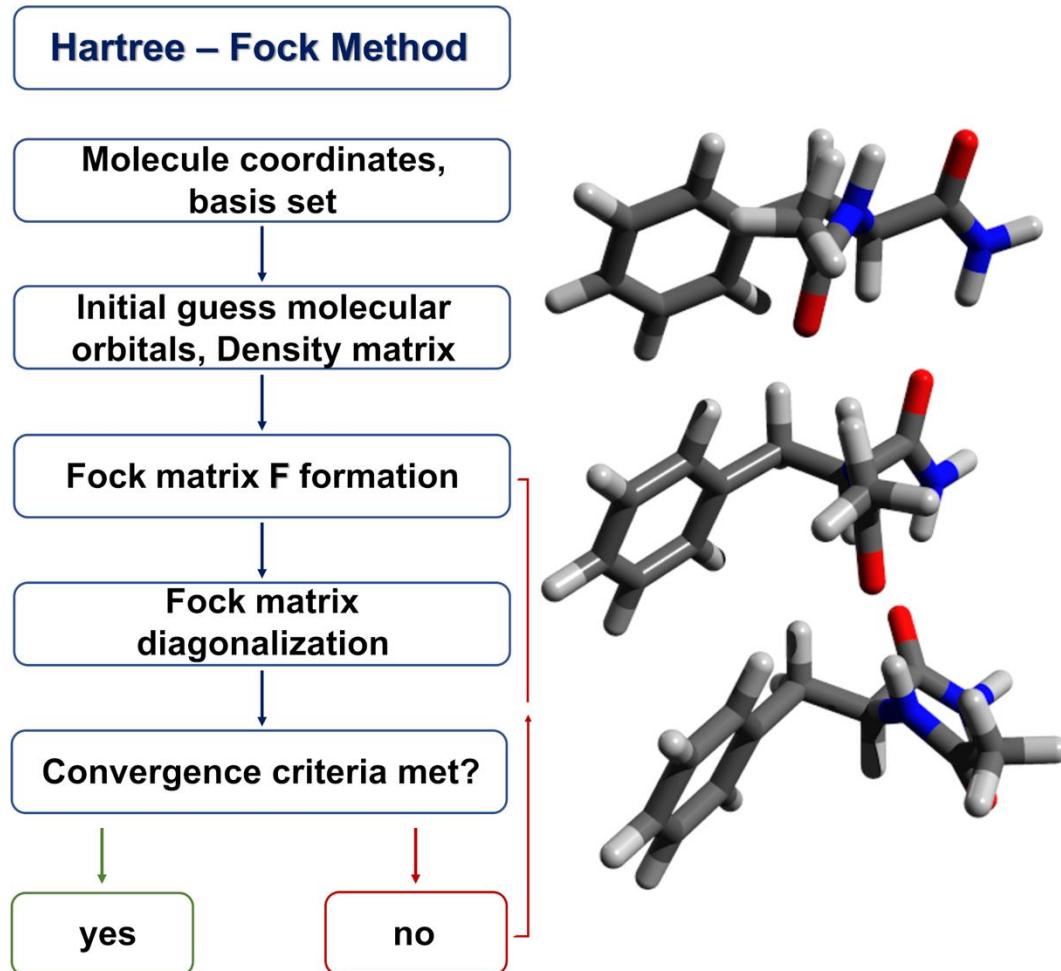 Hartree – Fock Method
Molecule coordinates,
basis set
Initial guess molecular
orbitals, Density matrix
Fock matrix F formation
Fock matrix
diagonalization
Convergence criteria met?
yes
no